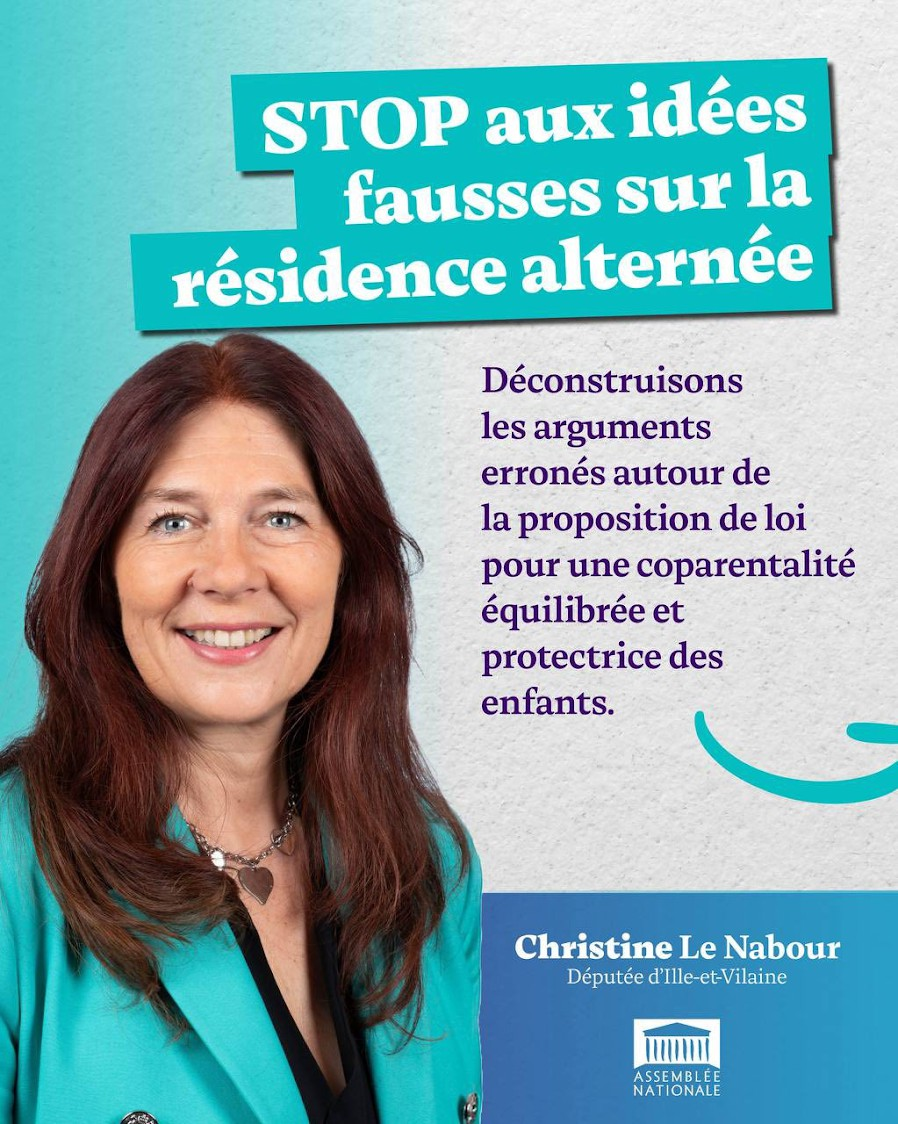 STOP aux idées
fausses sur la
résidence alternée
Déconstruisons
les arguments
erronés autour de
la proposition de loi
pour une coparentalité
équilibrée et
protectrice des
enfants.
Christine Le Nabour
Députée d'Ille-et-Vilaine
ASSEMBLÉE
NATIONALE